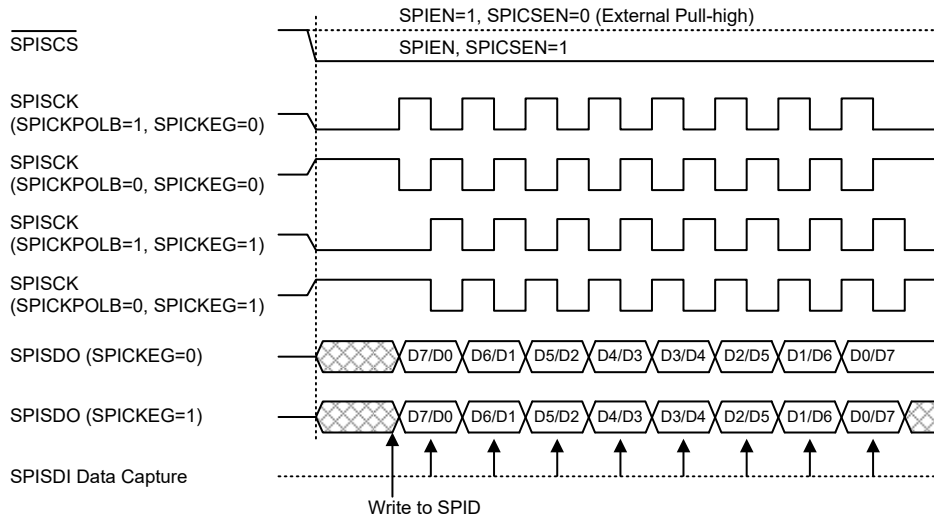 SPIEN=1, SPICSEN=0 (External Pull-high)
SPISCS
SPIEN, SPICSEN=1
SPISCK
(SPICKPOLB=1, SPICKEG=0)
SPISCK
(SPICKPOLB=0, SPICKEG=0)
SPISCK
(SPICKPOLB=1, SPICKEG=1)
SPISCK
(SPICKPOLB=0, SPICKEG=1)
SPISDO (SPICKEG=0) D7/D0 D6/D1 D5/D2 D4/D3 D3/D4 D2/D5 D1/D6 D0/D7
SPISDO (SPICKEG=1) D7/D0 D6/D1 D5/D2 D4/D3 D3/D4 D2/D5 D1/D6 D0/D7
SPISDI Data Capture
Write to SPID